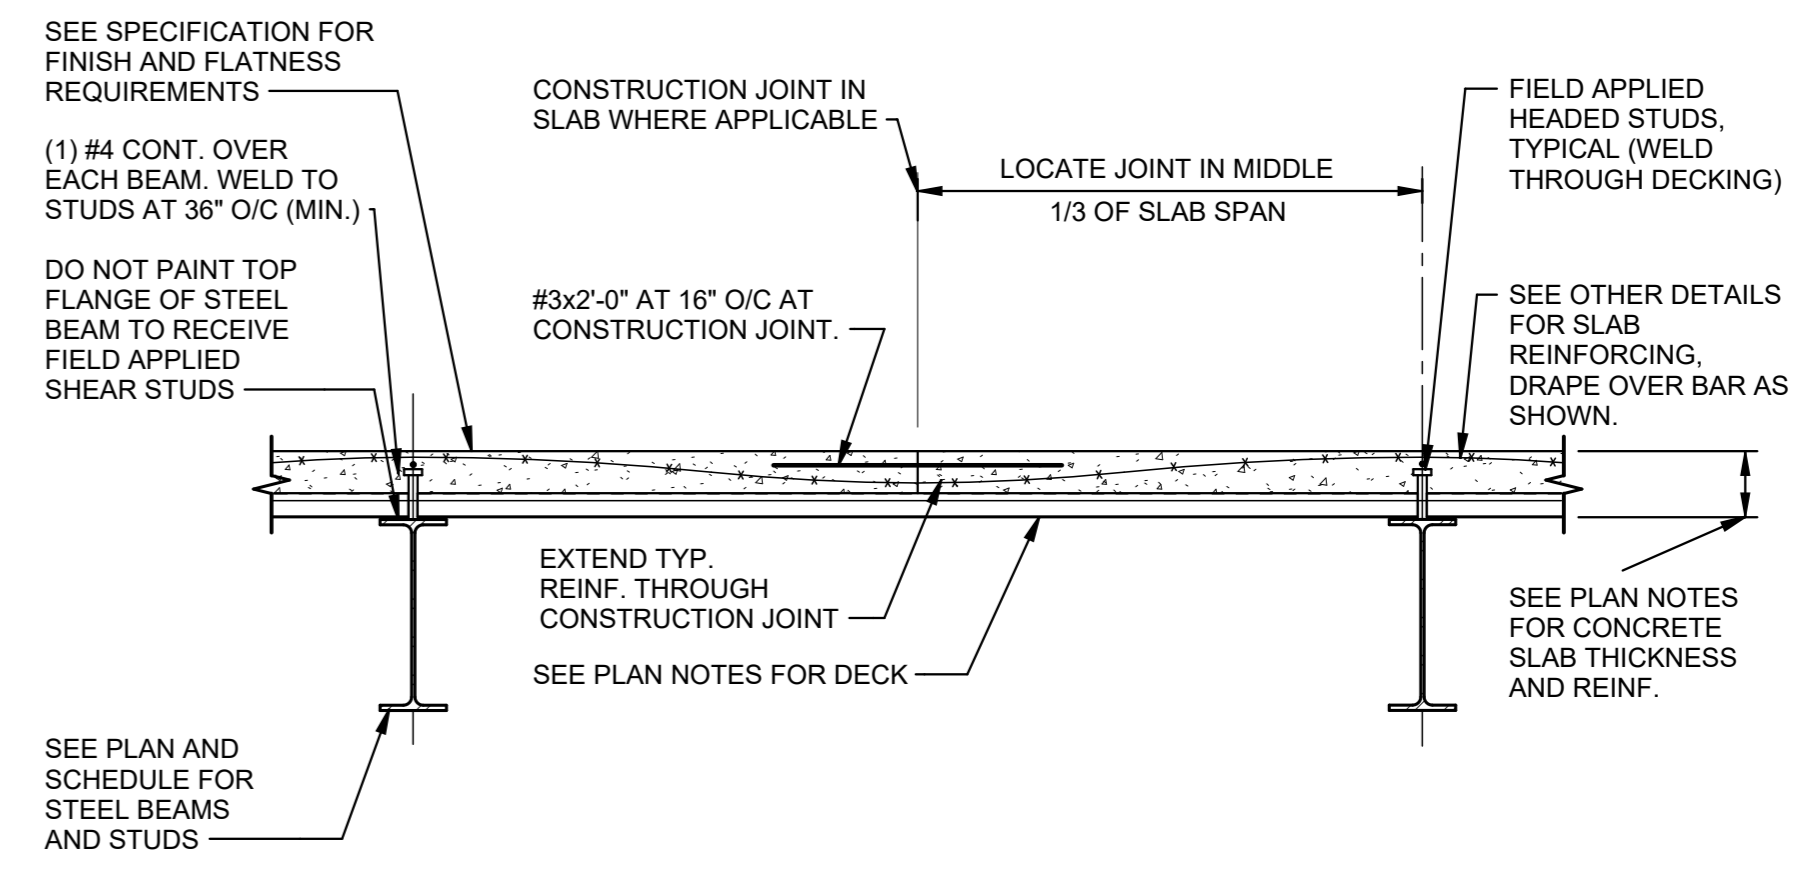 SEE SPECIFICATION FOR
FINISH AND FLATNESS
REQUIREMENTS
(1) #4 CONT. OVER
EACH BEAM. WELD TO
STUDS AT 36" O/C (MIN.)
DO NOT PAINT TOP
FLANGE OF STEEL
BEAM TO RECEIVE
FIELD APPLIED
SHEAR STUDS
SEE PLAN AND
SCHEDULE FOR
STEEL BEAMS
AND STUDS
CONSTRUCTION JOINT IN
SLAB WHERE APPLICABLE
LOCATE JOINT IN MIDDLE
1/3 OF SLAB SPAN
#3x2'-0" AT 16" O/C AT
CONSTRUCTION JOINT.
EXTEND TYP.
REINF. THROUGH
CONSTRUCTION JOINT
SEE PLAN NOTES FOR DECK
FIELD APPLIED
HEADED STUDS,
TYPICAL (WELD
THROUGH DECKING)
SEE OTHER DETAILS
FOR SLAB
REINFORCING,
DRAPE OVER BAR AS
SHOWN.
SEE PLAN NOTES
FOR CONCRETE
SLAB THICKNESS
AND REINF.